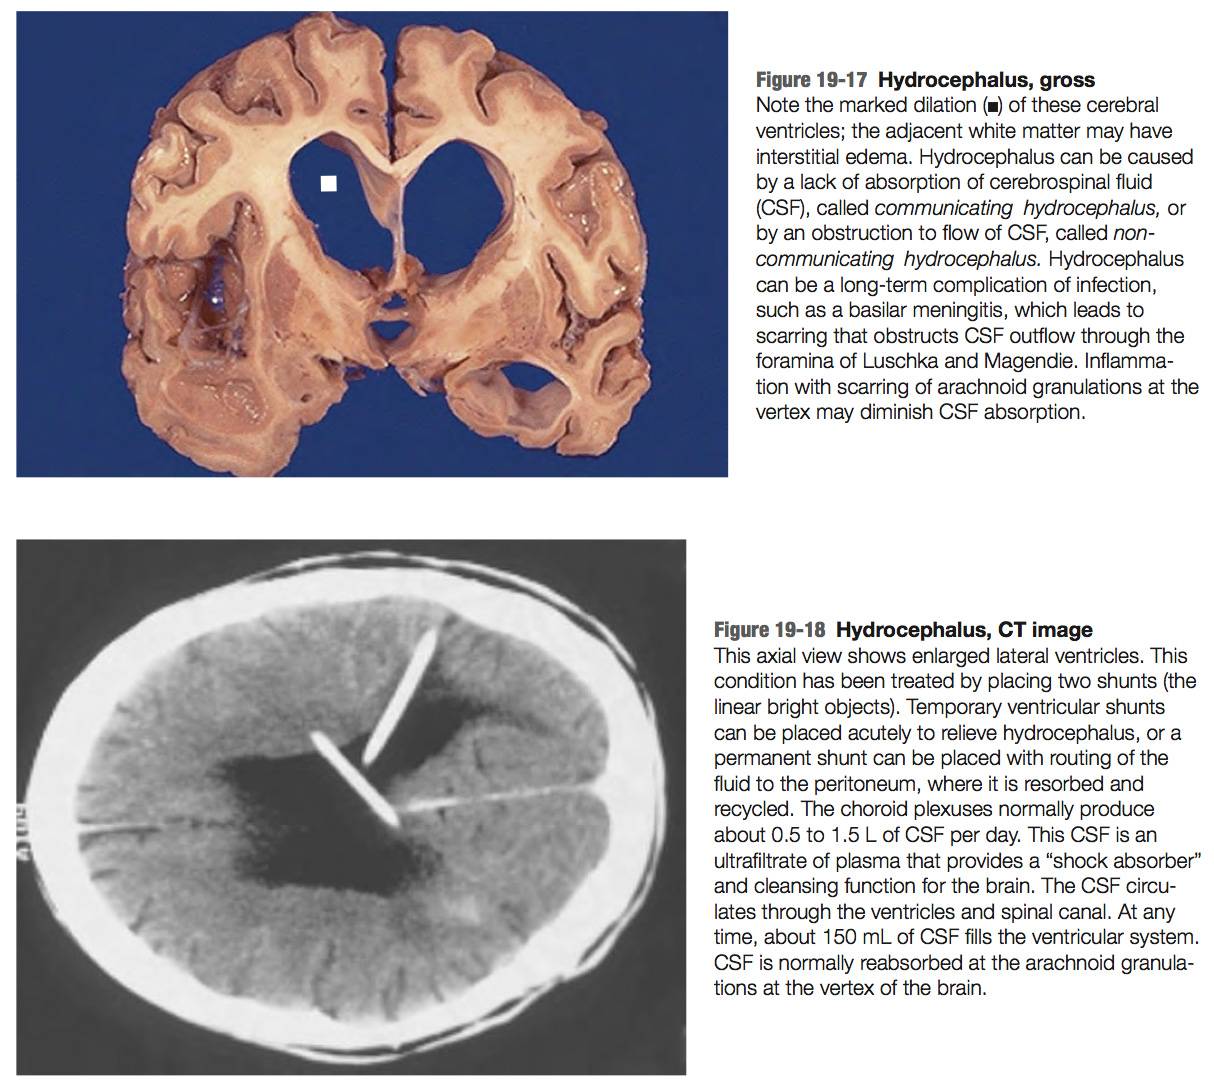 Figure 19-17 Hydrocephalus, gross
Note the marked dilation (■) of these cerebral
ventricles; the adjacent white matter may have
interstitial edema. Hydrocephalus can be caused
by a lack of absorption of cerebrospinal fluid
(CSF), called communicating hydrocephalus, or
by an obstruction to flow of CSF, called non-
communicating hydrocephalus. Hydrocephalus
can be a long-term complication of infection,
such as a basilar meningitis, which leads to
scarring that obstructs CSF outflow through the
foramina of Luschka and Magendie. Inflamma-
tion with scarring of arachnoid granulations at the
vertex may diminish CSF absorption.
Figure 19-18 Hydrocephalus, CT image
This axial view shows enlarged lateral ventricles. This
condition has been treated by placing two shunts (the
linear bright objects). Temporary ventricular shunts
can be placed acutely to relieve hydrocephalus, or a
permanent shunt can be placed with routing of the
fluid to the peritoneum, where it is resorbed and
recycled. The choroid plexuses normally produce
about 0.5 to 1.5 L of CSF per day. This CSF is an
ultrafiltrate of plasma that provides a “shock absorber”
and cleansing function for the brain. The CSF circu-
lates through the ventricles and spinal canal. At any
time, about 150 mL of CSF fills the ventricular system.
CSF is normally reabsorbed at the arachnoid granula-
tions at the vertex of the brain.